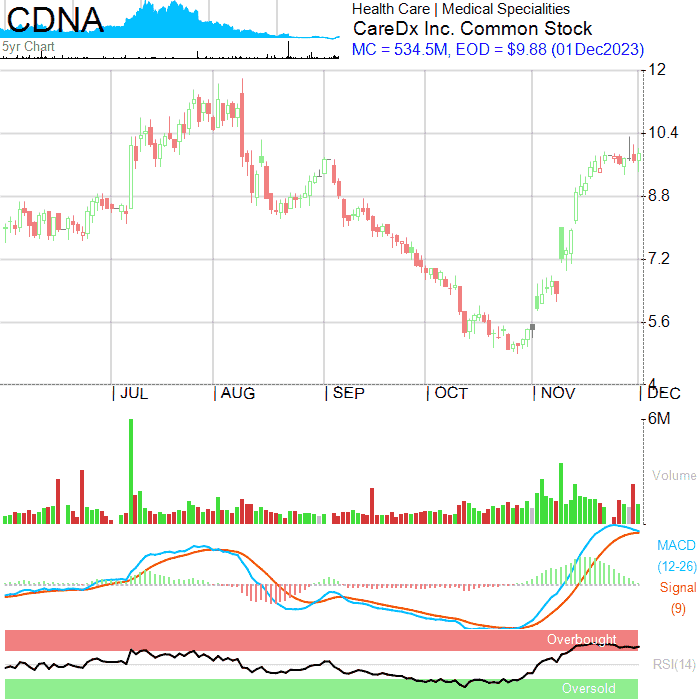 CDNA
5yr Chart
Health Care | Medical Specialities
CareDx Inc. Common Stock
MC = 534.5M, EOD = $9.88 (01Dec2023)
12
10.4
8.8
7.2
5.6
4
JUL
AUG
SEP
OCT
NOV
DEC
6M
Volume
MACD
(12-26)
Signal
(9)
Overbought
RSI(14)
Oversold